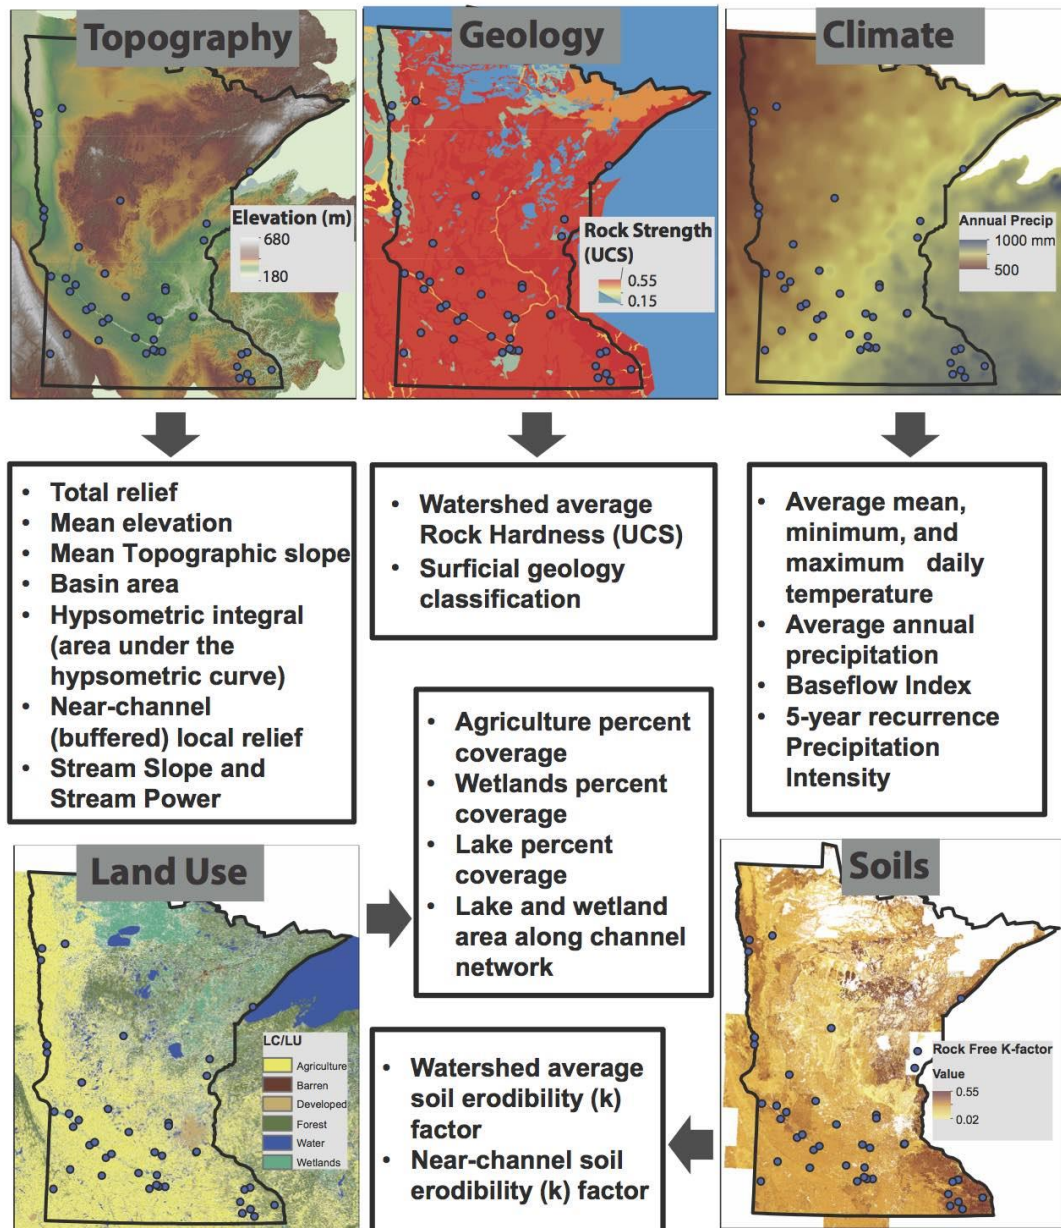 Topography
Geology
Climate
Elevation (m)
680
180
Rock Strength
(UCS)
0.55
0.15
Annual Precip
1000 mm
500
• Total relief
• Mean elevation
• Mean Topographic slope
• Basin area
• Hypsometric integral
(area under the
hypsometric curve)
• Near-channel
(buffered) local relief
• Stream Slope and
Stream Power
• Watershed average
Rock Hardness (UCS)
• Surficial geology
classification
• Average mean,
minimum, and
maximum daily
temperature
• Average annual
precipitation
• Baseflow Index
• 5-year recurrence
Precipitation
Intensity
• Agriculture percent
coverage
• Wetlands percent
coverage
• Lake percent
coverage
• Lake and wetland
area along channel
network
Land Use
LC/LU
Agriculture
Barren
Developed
Forest
Water
Wetlands
Soils
Rock Free K-factor
Value
0.55
0.02
• Watershed average
soil erodibility (k)
factor
• Near-channel soil
erodibility (k) factor